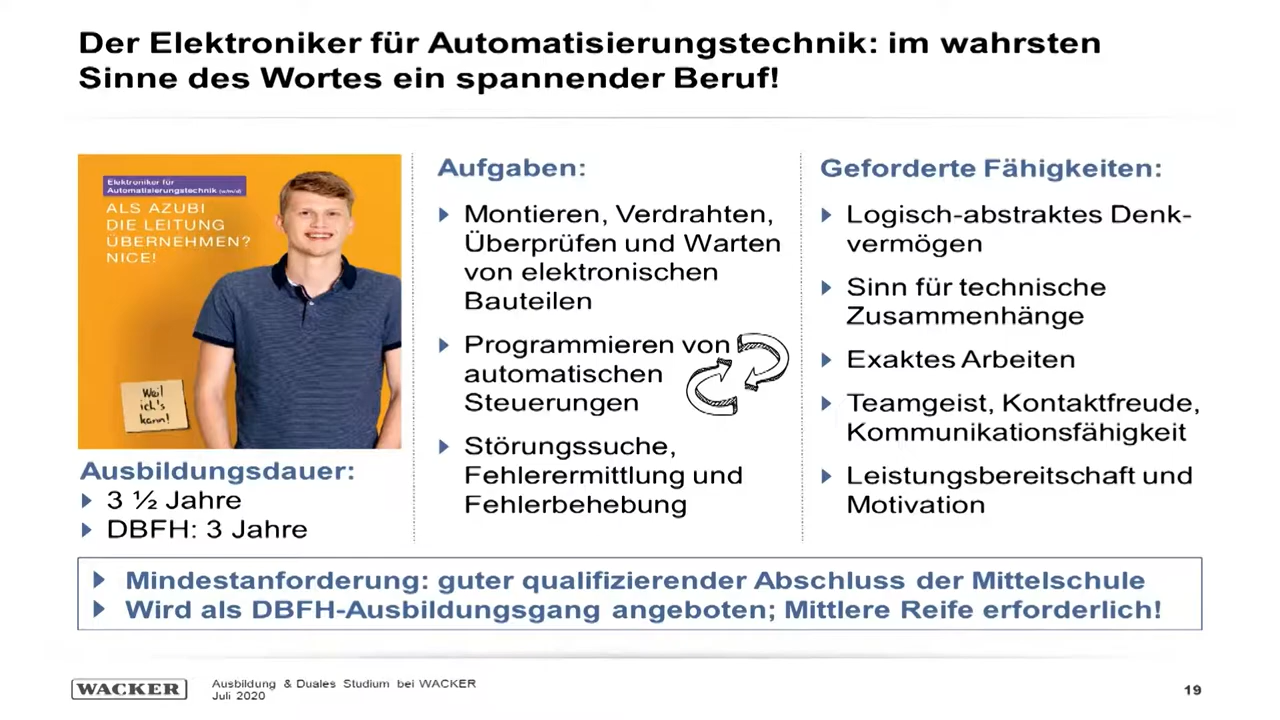 Der Elektroniker für Automatisierungstechnik: im wahrsten
Sinne des Wortes ein spannender Beruf!
Elektroniker für
Automatisierungstechnik (w/m/d)
ALS AZUBI
DIE LEITUNG
ÜBERNEHMEN?
NICE!
Weil
ich's
kann!
Ausbildungsdauer:
3 ½ Jahre
DBFH: 3 Jahre
Aufgaben:
Montieren, Verdrahten,
Überprüfen und Warten
von elektronischen
Bauteilen
Programmieren von
automatischen
Steuerungen
Störungssuche,
Fehlerermittlung und
Fehlerbehebung
Geforderte Fähigkeiten:
Logisch-abstraktes Denk-
vermögen
Sinn für technische
Zusammenhänge
Exaktes Arbeiten
Teamgeist, Kontaktfreude,
Kommunikationsfähigkeit
Leistungsbereitschaft und
Motivation
Mindestanforderung: guter qualifizierender Abschluss der Mittelschule
Wird als DBFH-Ausbildungsgang angeboten; Mittlere Reife erforderlich!
WACKER
Ausbildung & Duales Studium bei WACKER
Juli 2020
19